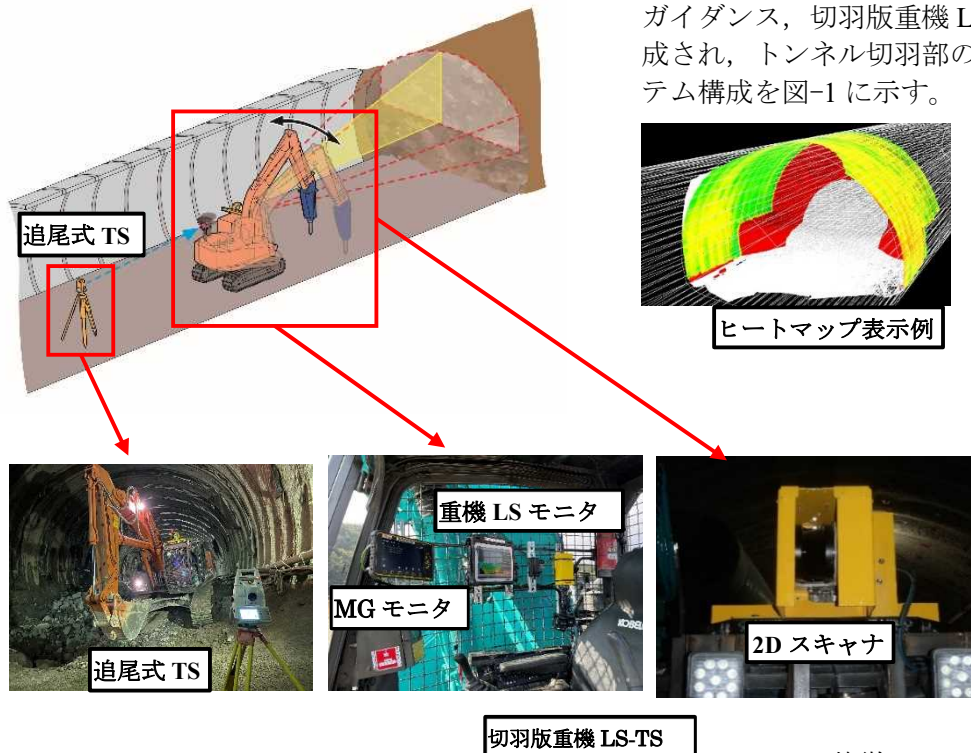 ガイダンス，切羽版重機 L
成され，トンネル切羽部の
テム構成を図-1 に示す。
追尾式 TS
ヒートマップ表示例
重機 LS モニタ
MG モニタ
追尾式 TS
2D スキャナ
切羽版重機 LS-TS